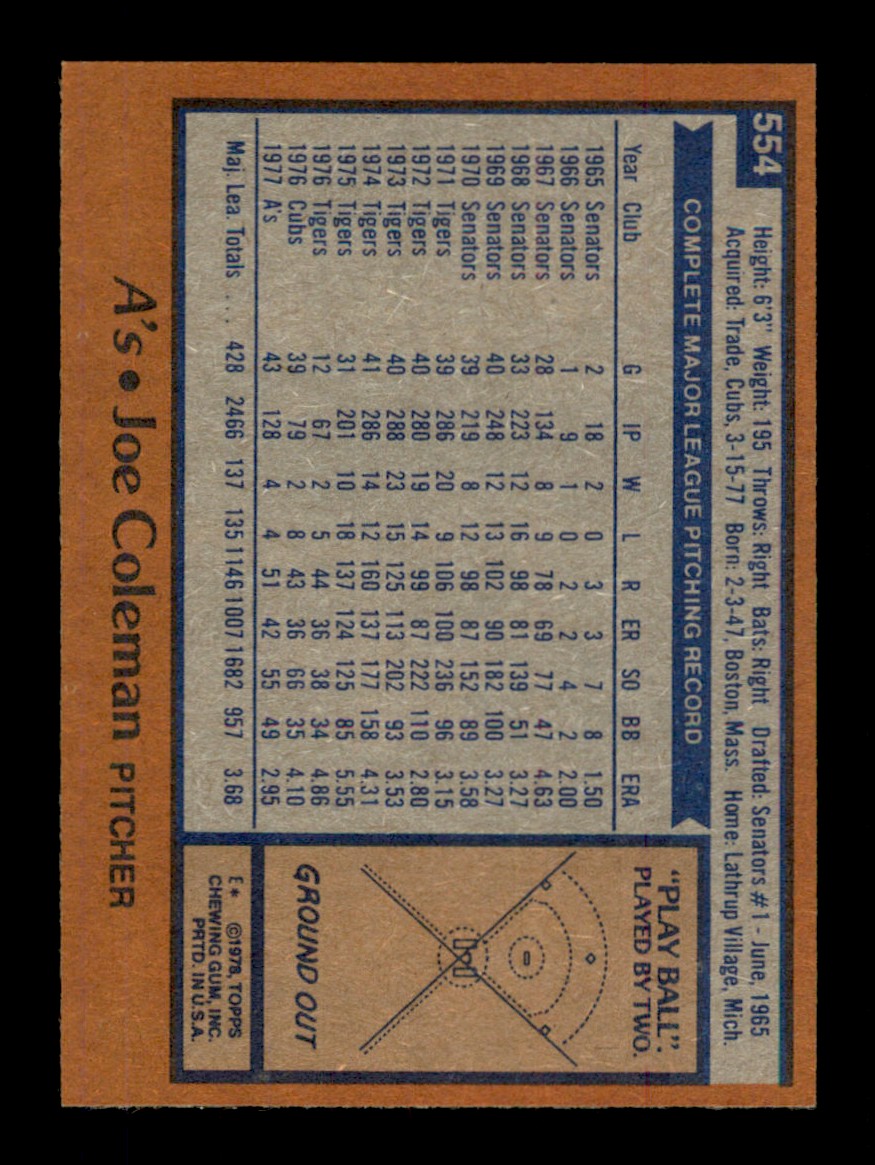 554
Height: 6'3" Weight: 195 Throws: Right Bats: Right Drafted: Senators #1 - June, 1965
Acquired: Trade, Cubs, 3-15-77 Born: 2-3-47, Boston, Mass. Home: Lathrup Village, Mich.
COMPLETE MAJOR LEAGUE PITCHING RECORD
Year Club G IP W L R ER SO BB ERA
1965 Senators 2 18 2 0 3 3 7 8 1.50
1966 Senators 1 9 1 0 2 2 4 2 2.00
1967 Senators 28 134 8 9 78 69 77 47 4.63
1968 Senators 33 223 12 16 98 81 139 51 3.27
1969 Senators 40 248 12 13 102 90 182 100 3.27
1970 Senators 39 219 8 12 98 87 152 89 3.58
1971 Tigers 39 286 20 9 106 100 236 96 3.15
1972 Tigers 40 280 19 14 99 87 222 110 2.80
1973 Tigers 40 288 23 15 125 113 202 93 3.53
1974 Tigers 41 286 14 12 160 137 177 158 4.31
1975 Tigers 31 201 10 18 137 124 125 85 5.55
1976 Tigers 12 67 2 5 44 36 38 34 4.86
1976 Cubs 39 79 2 8 43 36 66 35 4.10
1977 A's 43 128 4 4 51 42 55 49 2.95
Maj. Lea. Totals ... 428 2466 137 135 1146 1007 1682 957 3.68
"PLAY BALL":
PLAYED BY TWO.
GROUND OUT
E* ©1978, TOPPS
CHEWING GUM, INC.
PRTD. IN U.S.A.
A's • Joe Coleman PITCHER